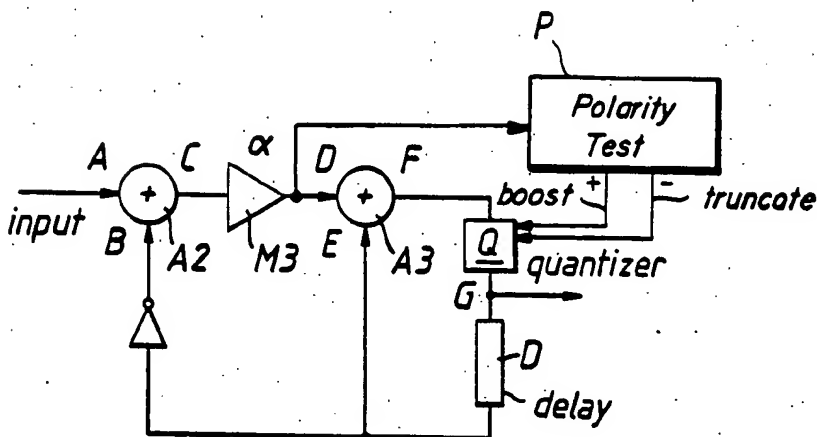 P
Polarity
Test
A
C
α
D
F
+
+
boost
+
-
truncate
input
B
A2
M3
E
A3
Q
quantizer
G
D
delay